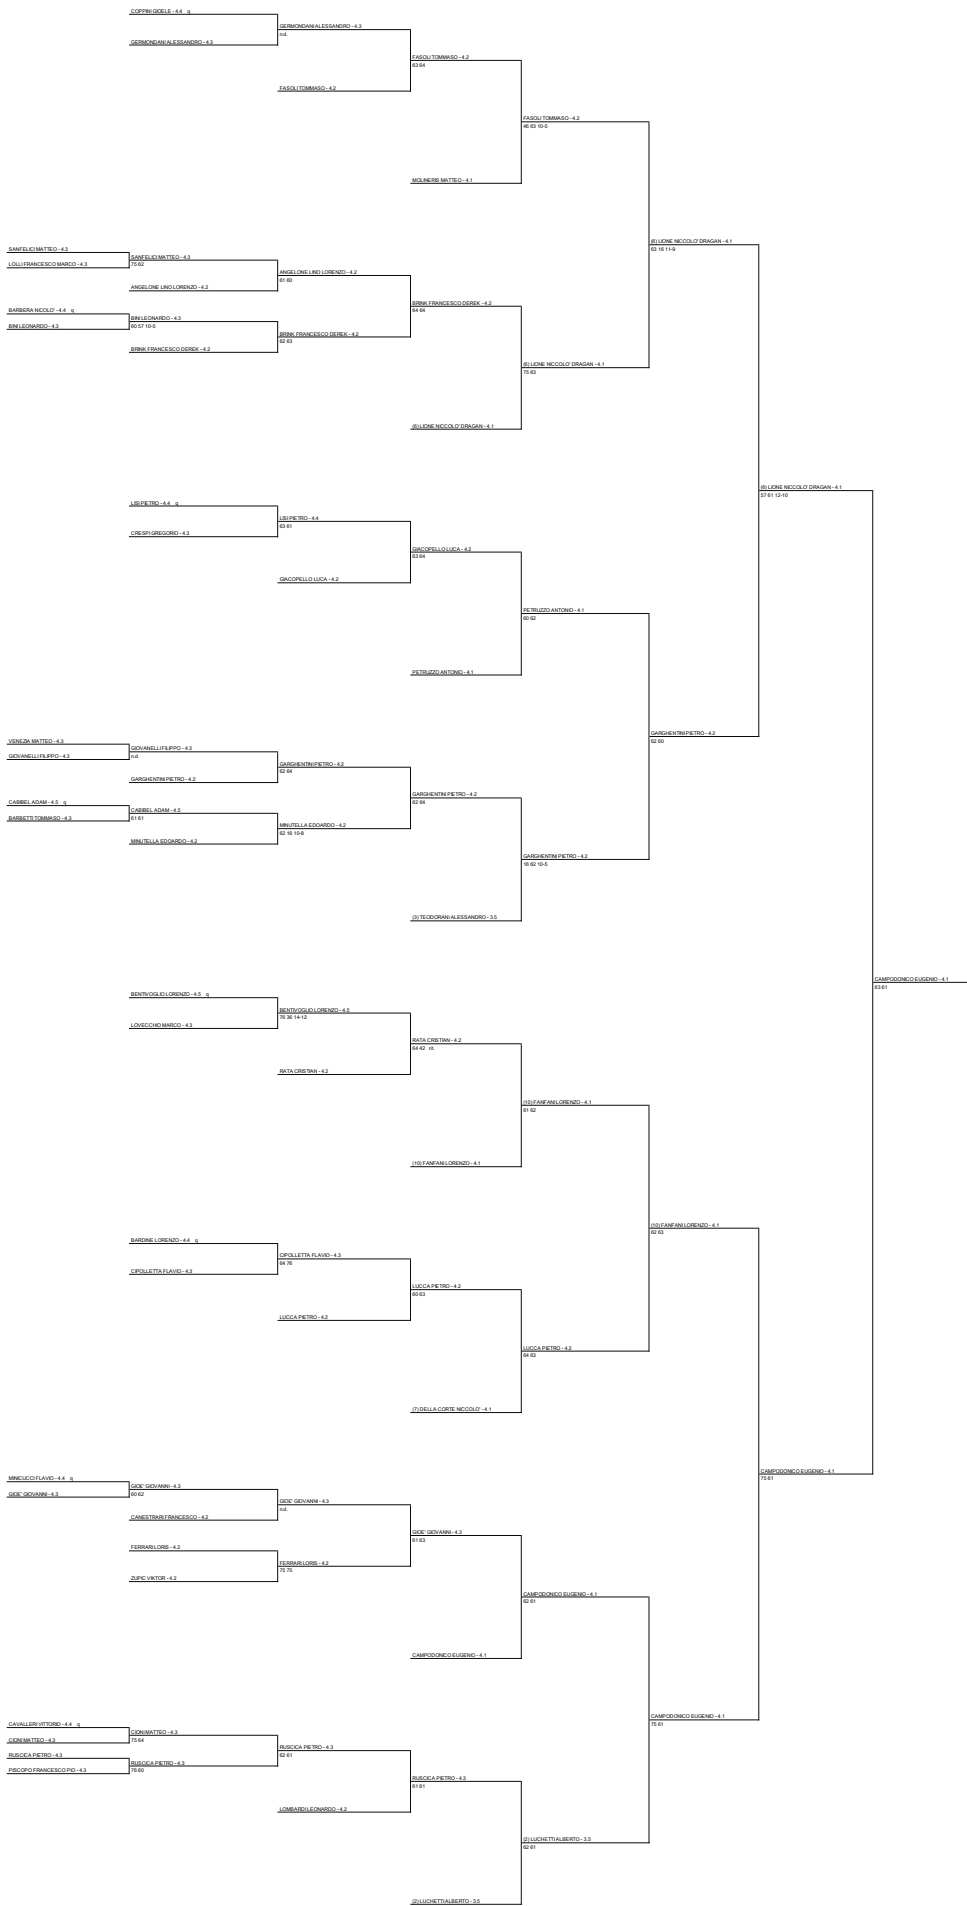 COPPINI GIOELE - 4.4 q
GERMONDANI ALESSANDRO - 4.3
n.d.
GERMONDANI ALESSANDRO - 4.3
FASOLI TOMMASO - 4.2
63 64
FASOLI TOMMASO - 4.2
FASOLI TOMMASO - 4.2
46 63 10-5
MOLINERIS MATTEO - 4.1
(6) LIONE NICCOLO' DRAGAN - 4.1
63 16 11-9
SANFELICI MATTEO - 4.3
SANFELICI MATTEO - 4.3
75 62
LOLLI FRANCESCO MARCO - 4.3
ANGELONE LINO LORENZO - 4.2
61 60
ANGELONE LINO LORENZO - 4.2
BRINK FRANCESCO DEREK - 4.2
64 64
BARBERA NICOLO' - 4.4 q
BINI LEONARDO - 4.3
60 57 10-5
BINI LEONARDO - 4.3
BRINK FRANCESCO DEREK - 4.2
62 63
BRINK FRANCESCO DEREK - 4.2
(6) LIONE NICCOLO' DRAGAN - 4.1
75 63
(6) LIONE NICCOLO' DRAGAN - 4.1
(6) LIONE NICCOLO' DRAGAN - 4.1
57 61 12-10
LISI PIETRO - 4.4 q
LISI PIETRO - 4.4
63 61
CRESPI GREGORIO - 4.3
GIACOPELLO LUCA - 4.2
63 64
GIACOPELLO LUCA - 4.2
PETRUZZO ANTONIO - 4.1
60 62
PETRUZZO ANTONIO - 4.1
GARGHENTINI PIETRO - 4.2
62 60
VENEZIA MATTEO - 4.3
GIOVANELLI FILIPPO - 4.3
n.d.
GIOVANELLI FILIPPO - 4.3
GARGHENTINI PIETRO - 4.2
62 64
GARGHENTINI PIETRO - 4.2
GARGHENTINI PIETRO - 4.2
62 64
CABIBEL ADAM - 4.5 q
CABIBEL ADAM - 4.5
61 61
BARBETTI TOMMASO - 4.3
MINUTELLA EDOARDO - 4.2
62 16 10-8
MINUTELLA EDOARDO - 4.2
GARGHENTINI PIETRO - 4.2
16 62 10-5
(3) TEODORANI ALESSANDRO - 3.5
CAMPODONICO EUGENIO - 4.1
63 61
BENTIVOGLIO LORENZO - 4.5 q
BENTIVOGLIO LORENZO - 4.5
76 36 14-12
LOVECCHIO MARCO - 4.3
RATA CRISTIAN - 4.2
64 42 rit.
RATA CRISTIAN - 4.2
(10) FANFANI LORENZO - 4.1
61 62
(10) FANFANI LORENZO - 4.1
(10) FANFANI LORENZO - 4.1
62 63
BARDINE LORENZO - 4.4 q
CIPOLLETTA FLAVIO - 4.3
64 76
CIPOLLETTA FLAVIO - 4.3
LUCCA PIETRO - 4.2
60 63
LUCCA PIETRO - 4.2
LUCCA PIETRO - 4.2
64 63
(7) DELLA CORTE NICCOLO' - 4.1
CAMPODONICO EUGENIO - 4.1
75 61
MINICUCCI FLAVIO - 4.4 q
GIOE' GIOVANNI - 4.3
60 62
GIOE' GIOVANNI - 4.3
GIOE' GIOVANNI - 4.3
n.d.
CANESTRARI FRANCESCO - 4.2
GIOE' GIOVANNI - 4.3
61 63
FERRARI LORIS - 4.2
FERRARI LORIS - 4.2
75 75
ZUPIC VIKTOR - 4.2
CAMPODONICO EUGENIO - 4.1
62 61
CAMPODONICO EUGENIO - 4.1
CAMPODONICO EUGENIO - 4.1
75 61
CAVALLERI VITTORIO - 4.4 q
CIONI MATTEO - 4.3
75 64
CIONI MATTEO - 4.3
RUSCICA PIETRO - 4.3
62 61
RUSCICA PIETRO - 4.3
RUSCICA PIETRO - 4.3
76 60
PISCOPO FRANCESCO PIO - 4.3
RUSCICA PIETRO - 4.3
61 61
LOMBARDI LEONARDO - 4.2
(2) LUCHETTI ALBERTO - 3.5
62 61
(2) LUCHETTI ALBERTO - 3.5